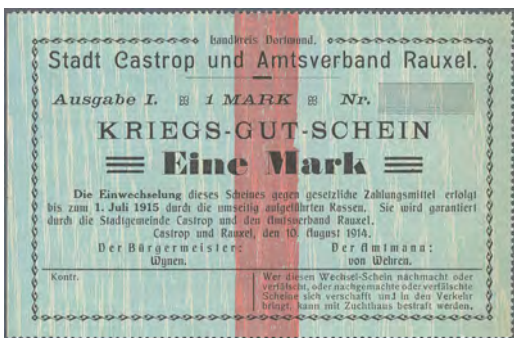 Landkreis Dortmund.
Stadt Castrop und Amtsverband Rauxel.
Ausgabe I. 1 MARK Nr.
KRIEGS-GUT-SCHEIN
Eine Mark
Die Einwechselung dieses Scheines gegen gesetzliche Zahlungsmittel erfolgt
bis zum 1. Juli 1915 durch die umseitig aufgeführten Kassen. Sie wird garantiert
durch die Stadtgemeinde Castrop und den Amtsverband Rauxel.
Castrop und Rauxel, den 10. August 1914.
Der Bürgermeister: Der Amtmann:
Wynen. von Wehren.
Kontr.
Wer diesen Wechsel-Schein nachmacht oder
verfälscht, oder nachgemachte oder verfälschte
Scheine sich verschafft und in den Verkehr
bringt, kann mit Zuchthaus bestraft werden.